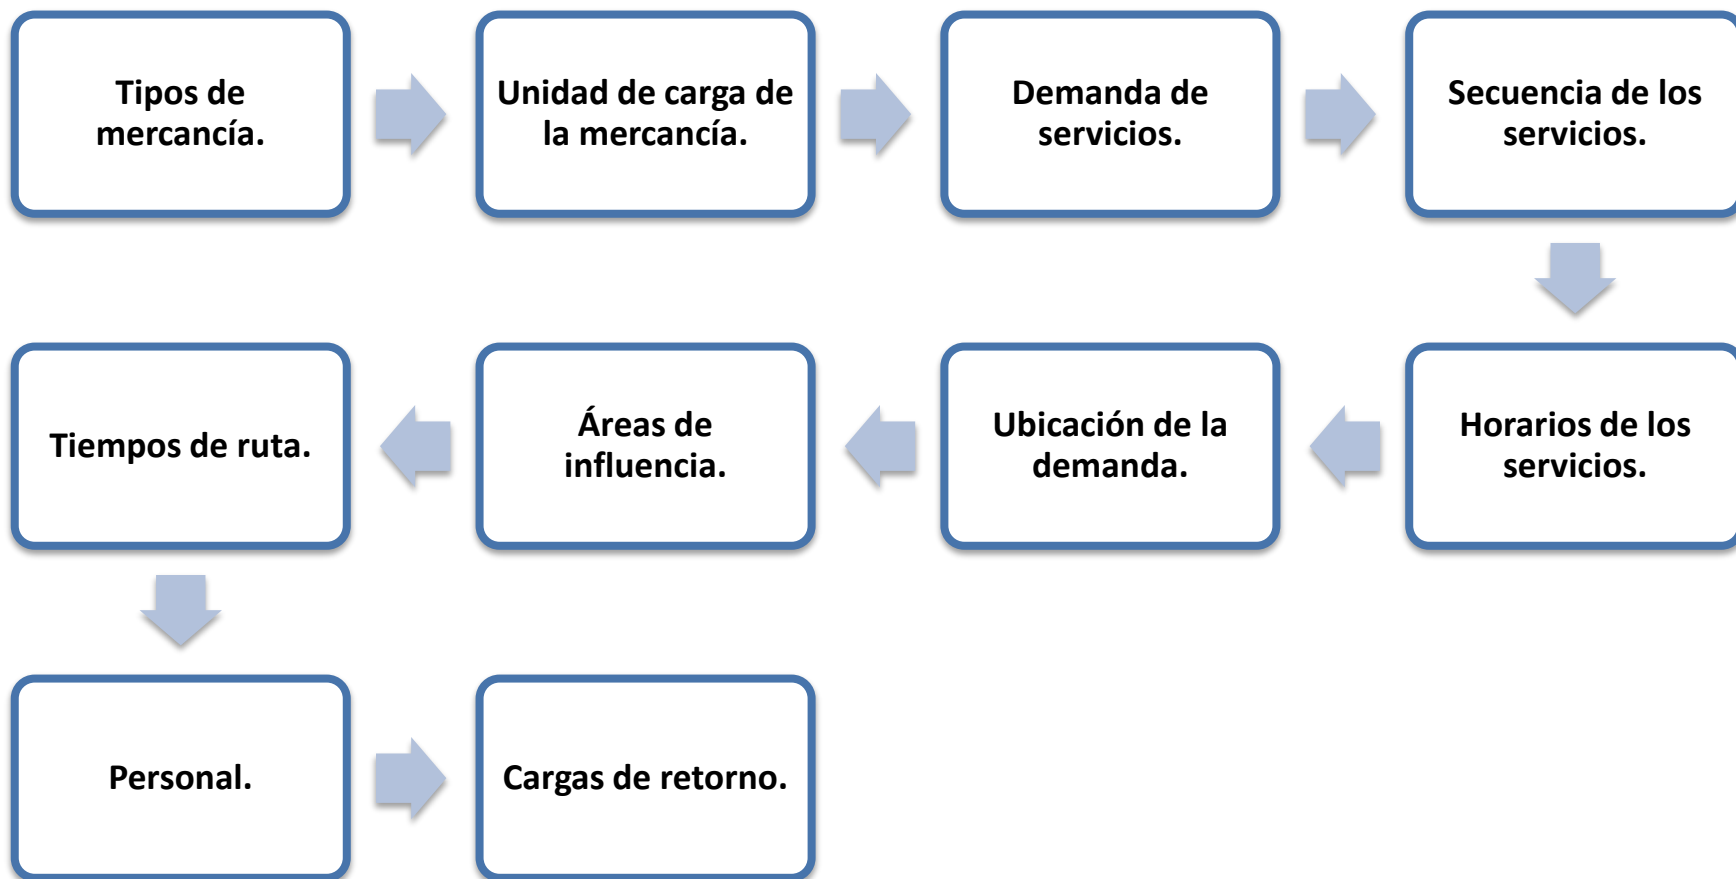 Tipos de
mercancía.
Unidad de carga de
la mercancía.
Demanda de
servicios.
Secuencia de los
servicios.
Horarios de los
servicios.
Ubicación de la
demanda.
Áreas de
influencia.
Tiempos de ruta.
Personal.
Cargas de retorno.